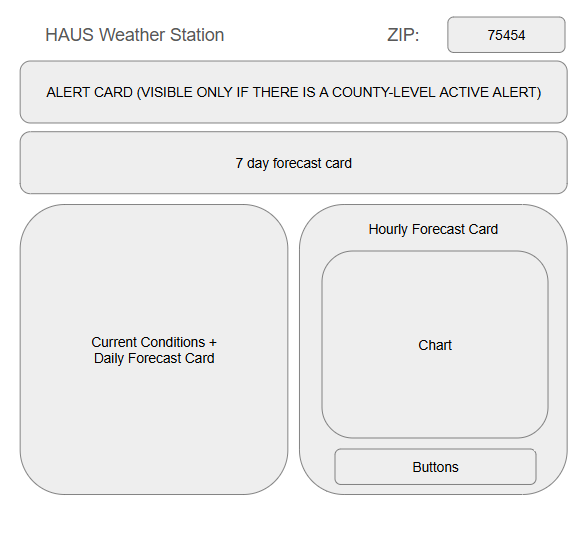 HAUS Weather Station
ZIP:
75454
ALERT CARD (VISIBLE ONLY IF THERE IS A COUNTY-LEVEL ACTIVE ALERT)
7 day forecast card
Current Conditions +
Daily Forecast Card
Hourly Forecast Card
Chart
Buttons